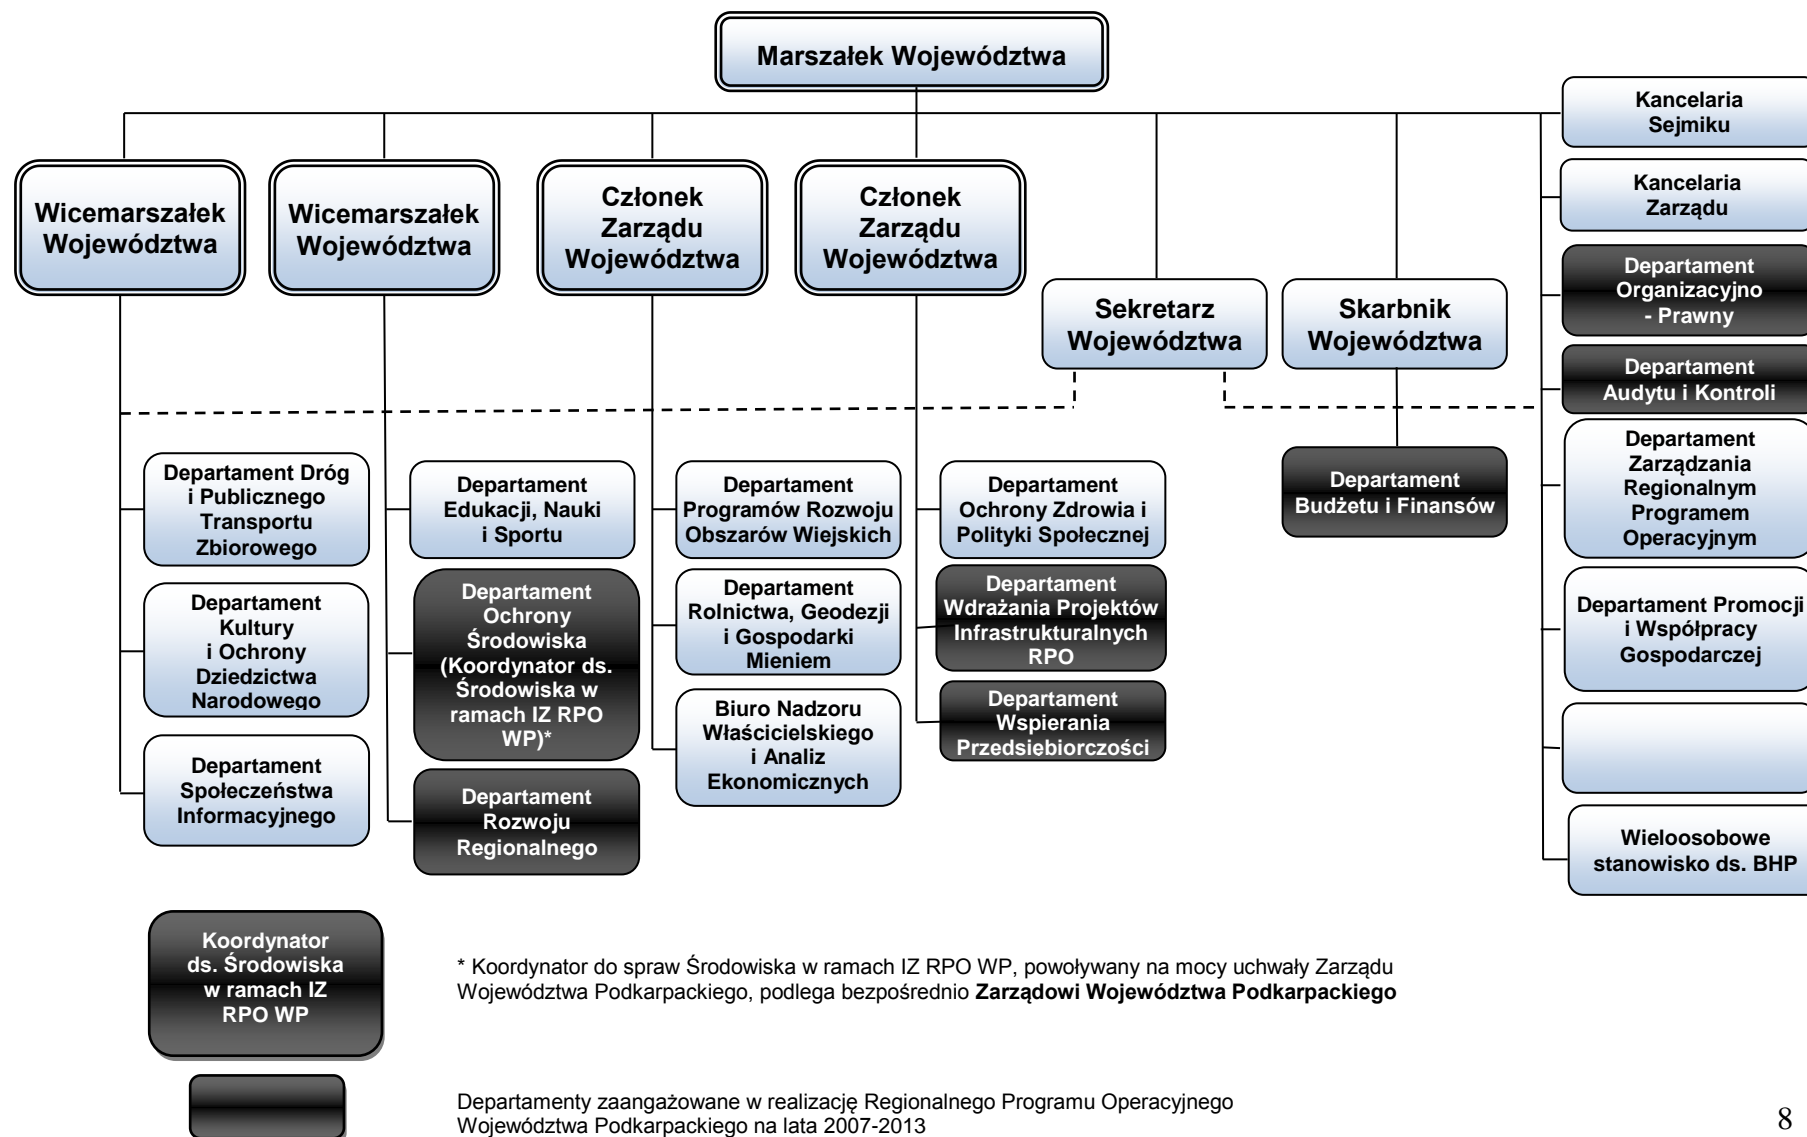 Marszałek Województwa
Kancelaria
Sejmiku
Kancelaria
Zarządu
Departament
Organizacyjno
- Prawny
Departament
Audytu i Kontroli
Departament
Zarządzania
Regionalnym
Programem
Operacyjnym
Departament Promocji
i Współpracy
Gospodarczej
Wieloosobowe
stanowisko ds. BHP
Wicemarszałek
Województwa
Wicemarszałek
Województwa
Członek
Zarządu
Województwa
Członek
Zarządu
Województwa
Sekretarz
Województwa
Skarbnik
Województwa
Departament Dróg
i Publicznego
Transportu
Zbiorowego
Departament
Kultury
i Ochrony
Dziedzictwa
Narodowego
Departament
Społeczeństwa
Informacyjnego
Departament
Edukacji, Nauki
i Sportu
Departament
Ochrony
Środowiska
(Koordynator ds.
Środowiska w
ramach IZ RPO
WP)*
Departament
Rozwoju
Regionalnego
Departament
Programów Rozwoju
Obszarów Wiejskich
Departament
Rolnictwa, Geodezji
i Gospodarki
Mieniem
Biuro Nadzoru
Właścicielskiego
i Analiz
Ekonomicznych
Departament
Ochrony Zdrowia i
Polityki Społecznej
Departament
Wdrażania Projektów
Infrastrukturalnych
RPO
Departament
Wspierania
Przedsiębiorczości
Departament
Budżetu i Finansów
Koordynator
ds. Środowiska
w ramach IZ
RPO WP
* Koordynator do spraw Środowiska w ramach IZ RPO WP, powoływany na mocy uchwały Zarządu
Województwa Podkarpackiego, podlega bezpośrednio Zarządowi Województwa Podkarpackiego
Departamenty zaangażowane w realizację Regionalnego Programu Operacyjnego
Województwa Podkarpackiego na lata 2007-2013
8